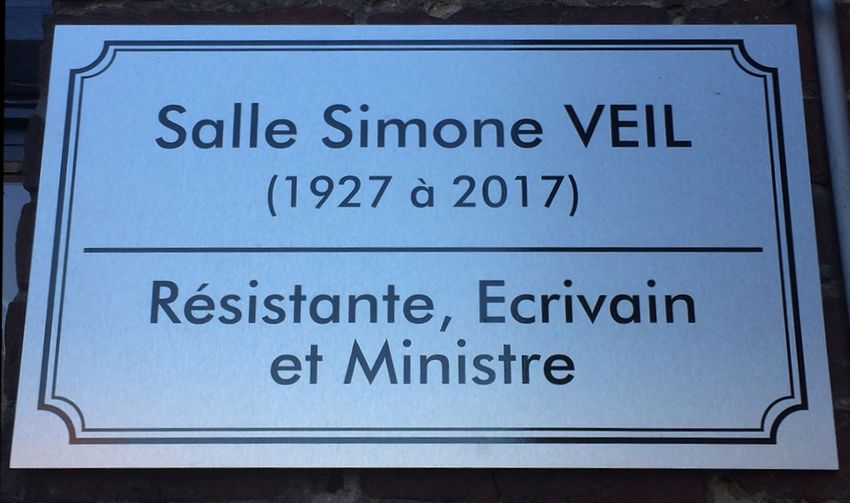 Salle Simone VEIL
(1927 à 2017)
Résistante, Ecrivain
et Ministre